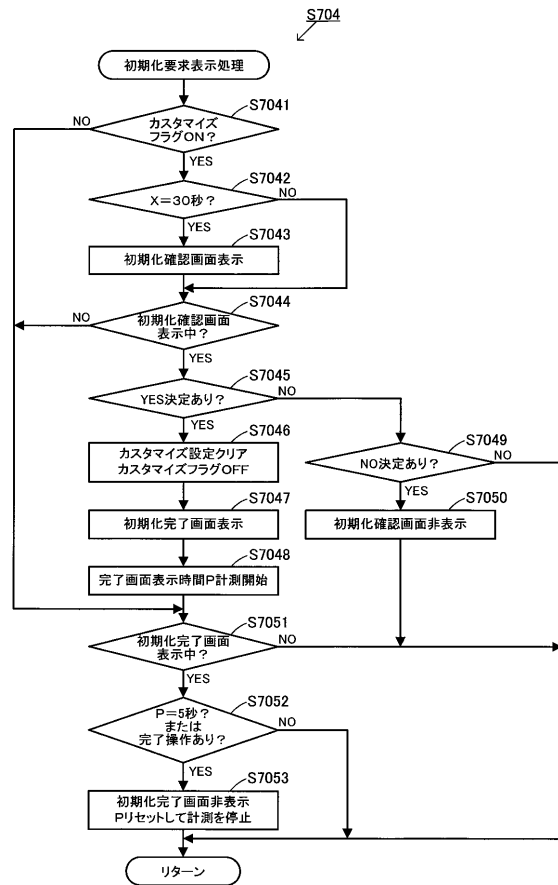 S704
初期化要求表示処理
S7041
カスタマイズ
フラグON?
NO
YES
S7042
X=30秒?
NO
YES
S7043
初期化確認画面表示
S7044
初期化確認画面
表示中?
NO
YES
S7045
YES決定あり?
NO
YES
S7046
カスタマイズ設定クリア
カスタマイズフラグOFF
S7049
NO決定あり?
NO
YES
S7047
初期化完了画面表示
S7050
初期化確認画面非表示
S7048
完了画面表示時間P計測開始
S7051
初期化完了画面
表示中?
NO
YES
S7052
P=5秒?
または
完了操作あり?
NO
YES
S7053
初期化完了画面非表示
Pリセットして計測を停止
リターン